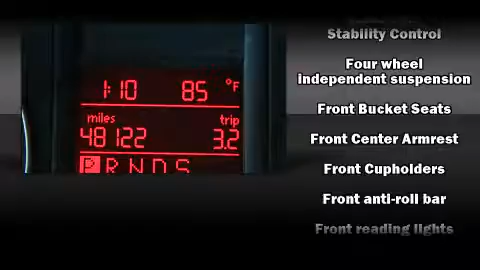 1:10 85 °F
miles trip
48122 3.2
P R N D S
Stability Control
Four wheel
independent suspension
Front Bucket Seats
Front Center Armrest
Front Cupholders
Front anti-roll bar
Front reading lights